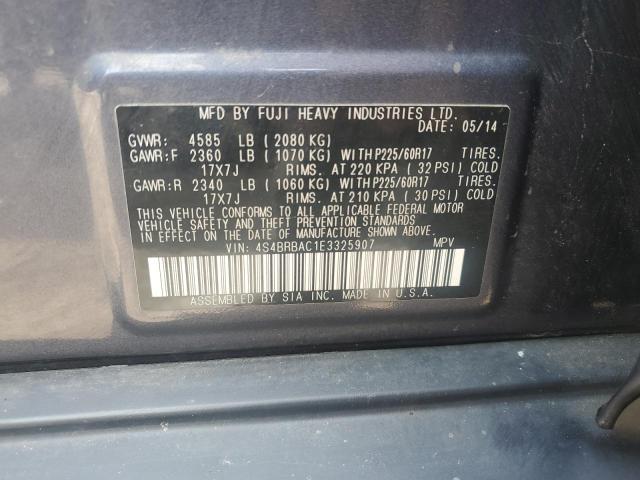 MFD BY FUJI HEAVY INDUSTRIES LTD.
DATE: 05/14
GVWR: 4585 LB ( 2080 KG)
GAWR:F 2360 LB ( 1070 KG) WITH P225/60R17 TIRES.
17X7J RIMS. AT 220 KPA ( 32 PSI) COLD
GAWR:R 2340 LB ( 1060 KG) WITH P225/60R17 TIRES.
17X7J RIMS. AT 210 KPA ( 30 PSI) COLD
THIS VEHICLE CONFORMS TO ALL APPLICABLE FEDERAL MOTOR
VEHICLE SAFETY AND THEFT PREVENTION STANDARDS
IN EFFECT ON THE DATE OF MANUFACTURE SHOWN ABOVE.
VIN: 4S4BRBAC1E3325907 MPV
ASSEMBLED BY SIA INC. MADE IN U.S.A.